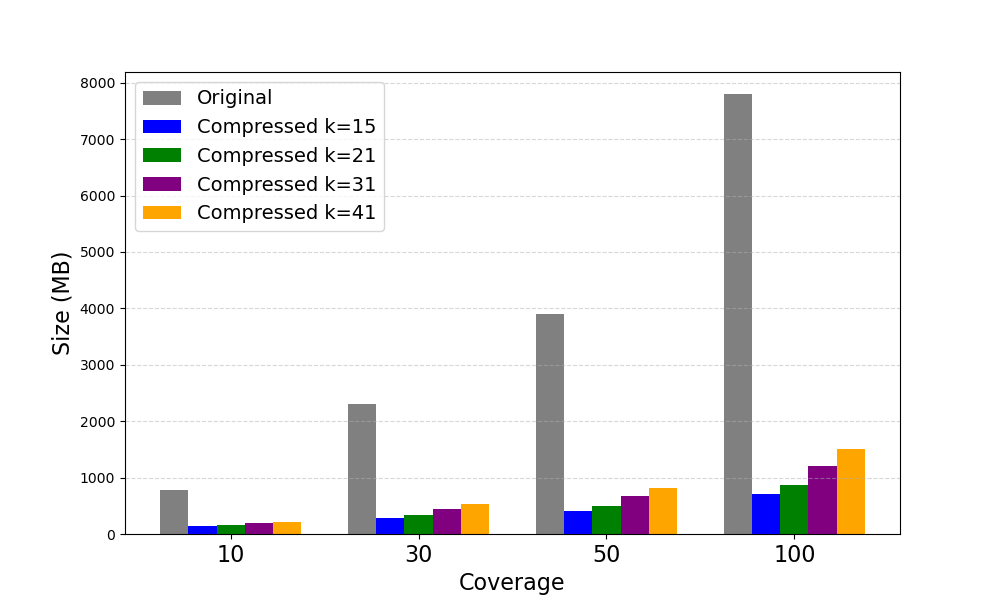 8000
7000
6000
5000
4000
3000
2000
1000
0
Size (MB)
Original
Compressed k=15
Compressed k=21
Compressed k=31
Compressed k=41
10 30 50 100
Coverage